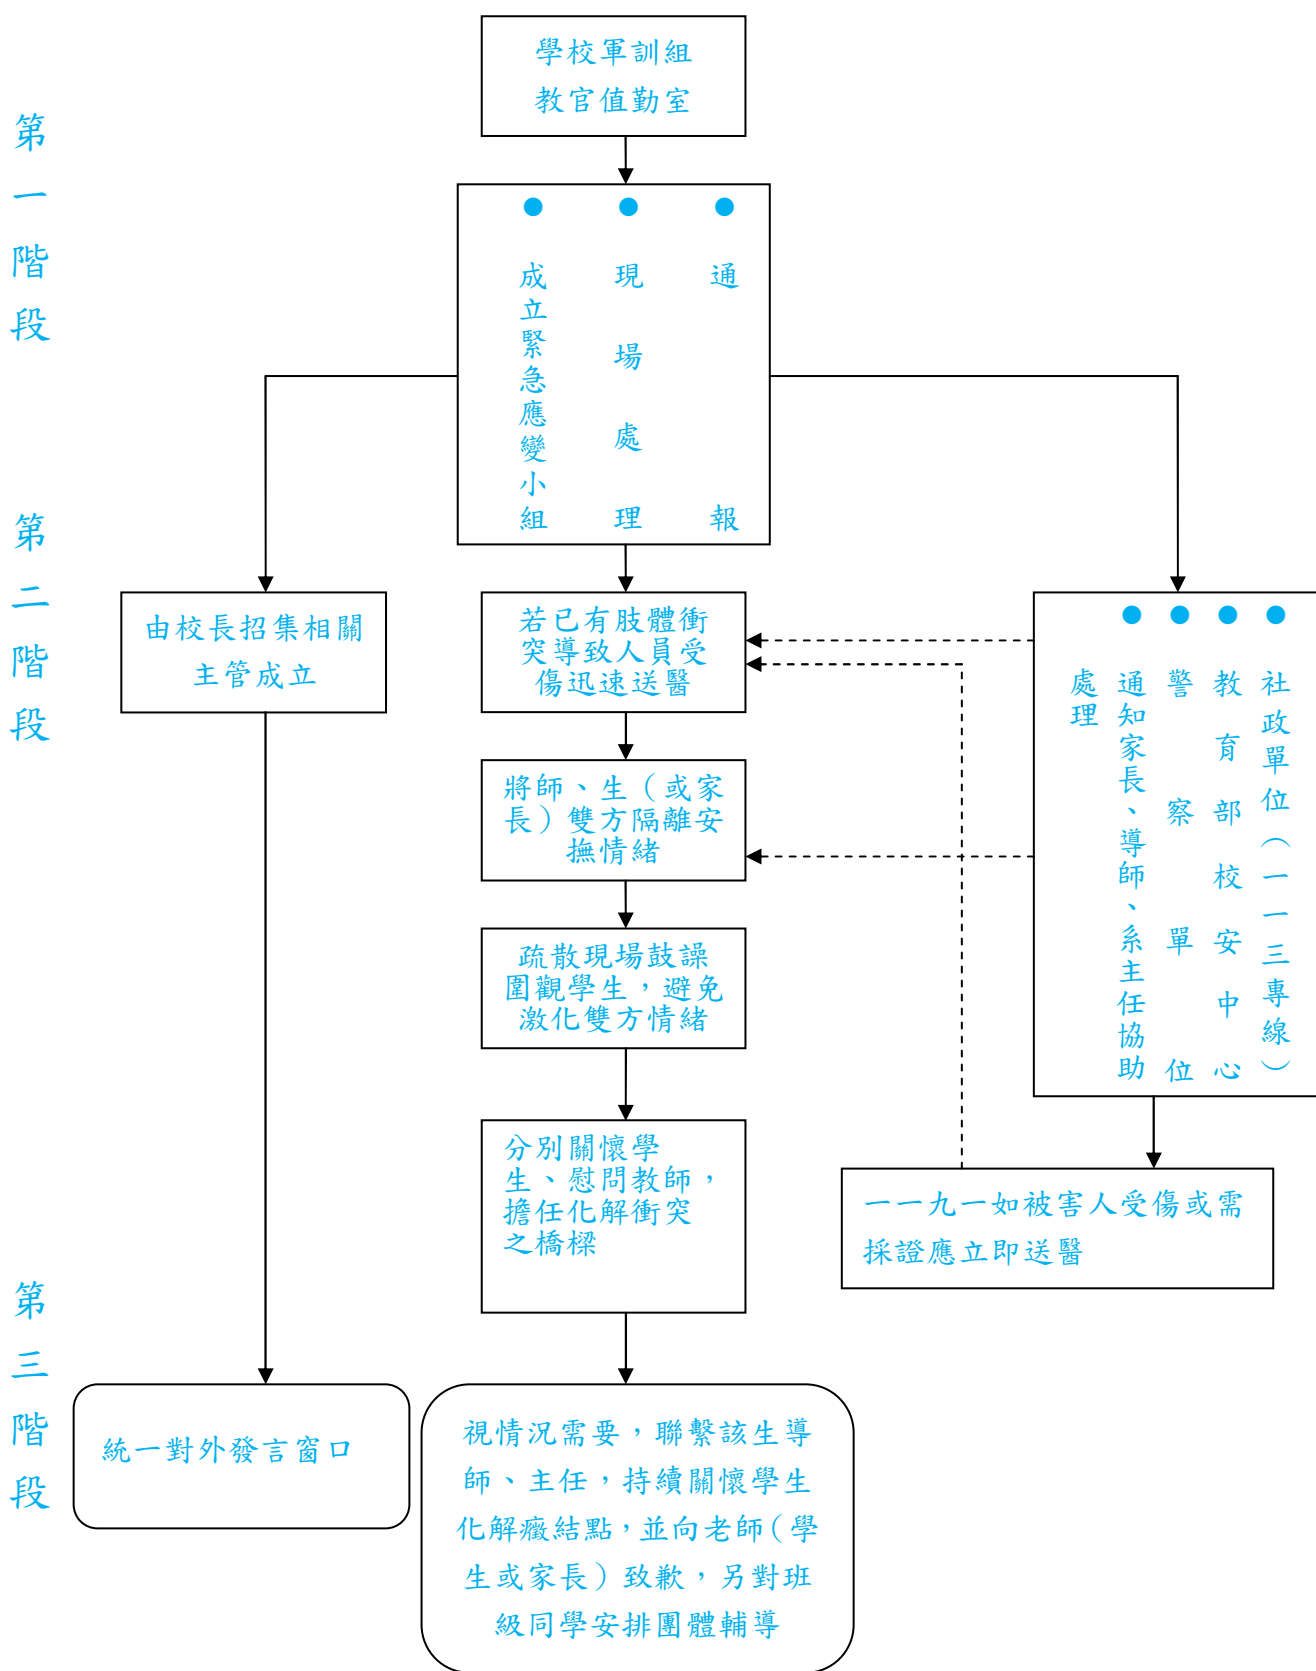 學校軍訓組
教官值勤室
第一階段
● 通報
● 現場處理
● 成立緊急應變小組
第二階段
由校長招集相關
主管成立
若已有肢體衝
突導致人員受
傷迅速送醫
● 社政單位（一一三專線）
● 教育部校安中心
● 警察單位
● 通知家長、導師、系主任協助
處理
將師、生（或家
長）雙方隔離安
撫情緒
疏散現場鼓譟
圍觀學生，避免
激化雙方情緒
分別關懷學
生、慰問教師，
擔任化解衝突
之橋樑
一一九一如被害人受傷或需
採證應立即送醫
第三階段
統一對外發言窗口
視情況需要，聯繫該生導
師、主任，持續關懷學生
化解癥結點，並向老師（學
生或家長）致歉，另對班
級同學安排團體輔導